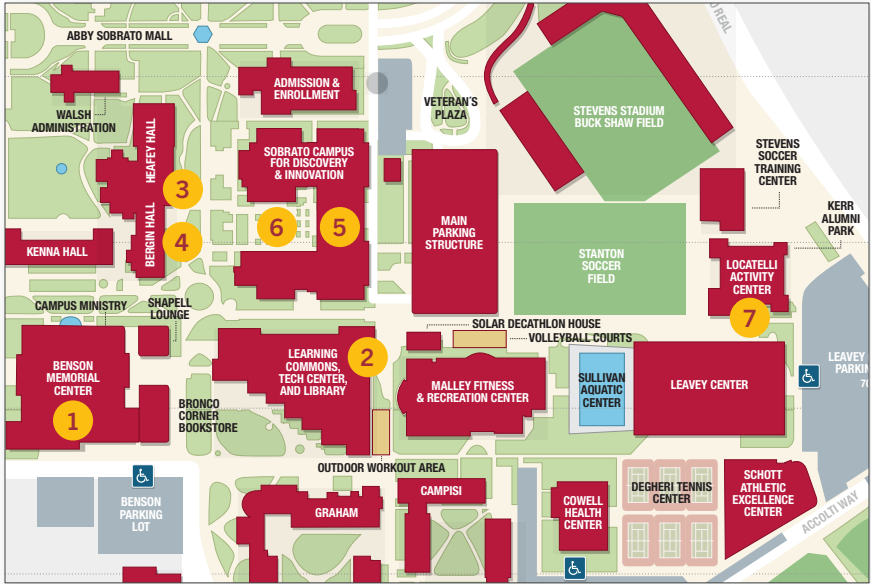 ABBY SOBRATO MALL
O REAL
ACCOLTI
WALSH
ADMINISTRATION
ADMISSION &
ENROLLMENT
VETERAN'S
PLAZA
STEVENS STADIUM
BUCK SHAW FIELD
STEVENS
SOCCER
TRAINING
CENTER
HEAFEY HALL
SOBRATO CAMPUS
FOR DISCOVERY
& INNOVATION
3
BERGIN HALL
4
6
5
MAIN
PARKING
STRUCTURE
KERR
ALUMNI
PARK
KENNA HALL
STANTON
SOCCER
FIELD
LOCATELLI
ACTIVITY
CENTER
7
CAMPUS MINISTRY
SHAPELL
LOUNGE
SOLAR DECATHLON HOUSE
VOLLEYBALL COURTS
BENSON
MEMORIAL
CENTER
1
LEARNING
COMMONS,
TECH CENTER,
AND LIBRARY
2
MALLEY FITNESS
& RECREATION CENTER
SULLIVAN
AQUATIC
CENTER
LEAVEY CENTER
LEAVEY
PARKIN
70
BRONCO
CORNER
BOOKSTORE
OUTDOOR WORKOUT AREA
BENSON
PARKING
LOT
GRAHAM
CAMPISI
COWELL
HEALTH
CENTER
DEGHERI TENNIS
CENTER
SCHOTT
ATHLETIC
EXCELLENCE
CENTER
ACCOLTI WAY